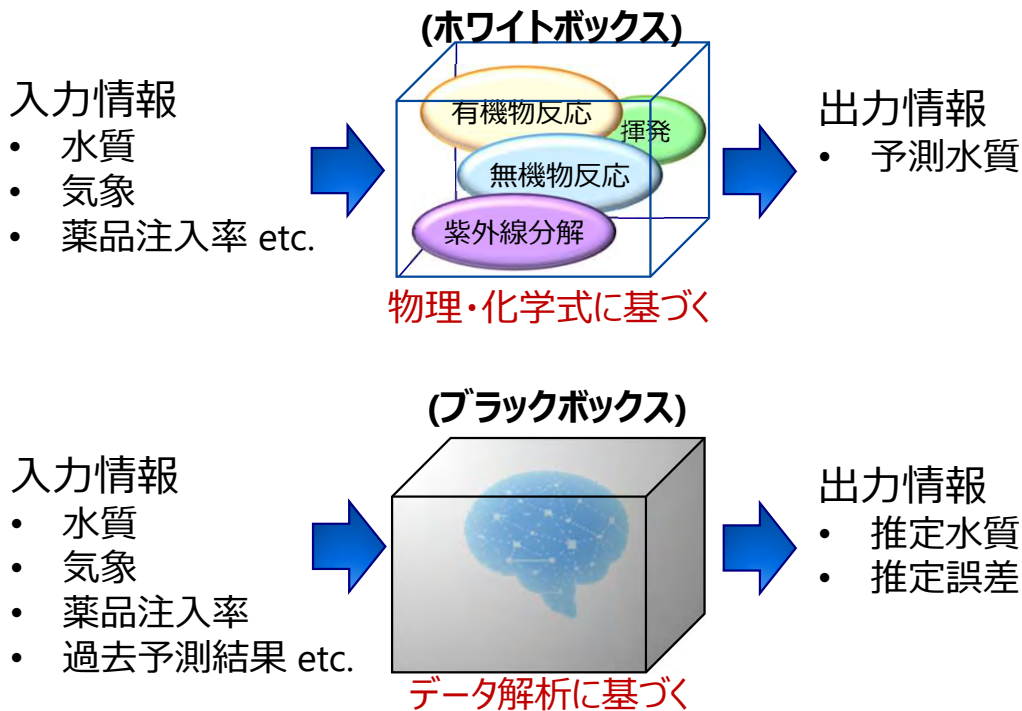 (ホワイトボックス)
入力情報
• 水質
• 気象
• 薬品注入率 etc.
有機物反応
揮発
無機物反応
紫外線分解
物理・化学式に基づく
出力情報
• 予測水質
(ブラックボックス)
入力情報
• 水質
• 気象
• 薬品注入率
• 過去予測結果 etc.
データ解析に基づく
出力情報
• 推定水質
• 推定誤差